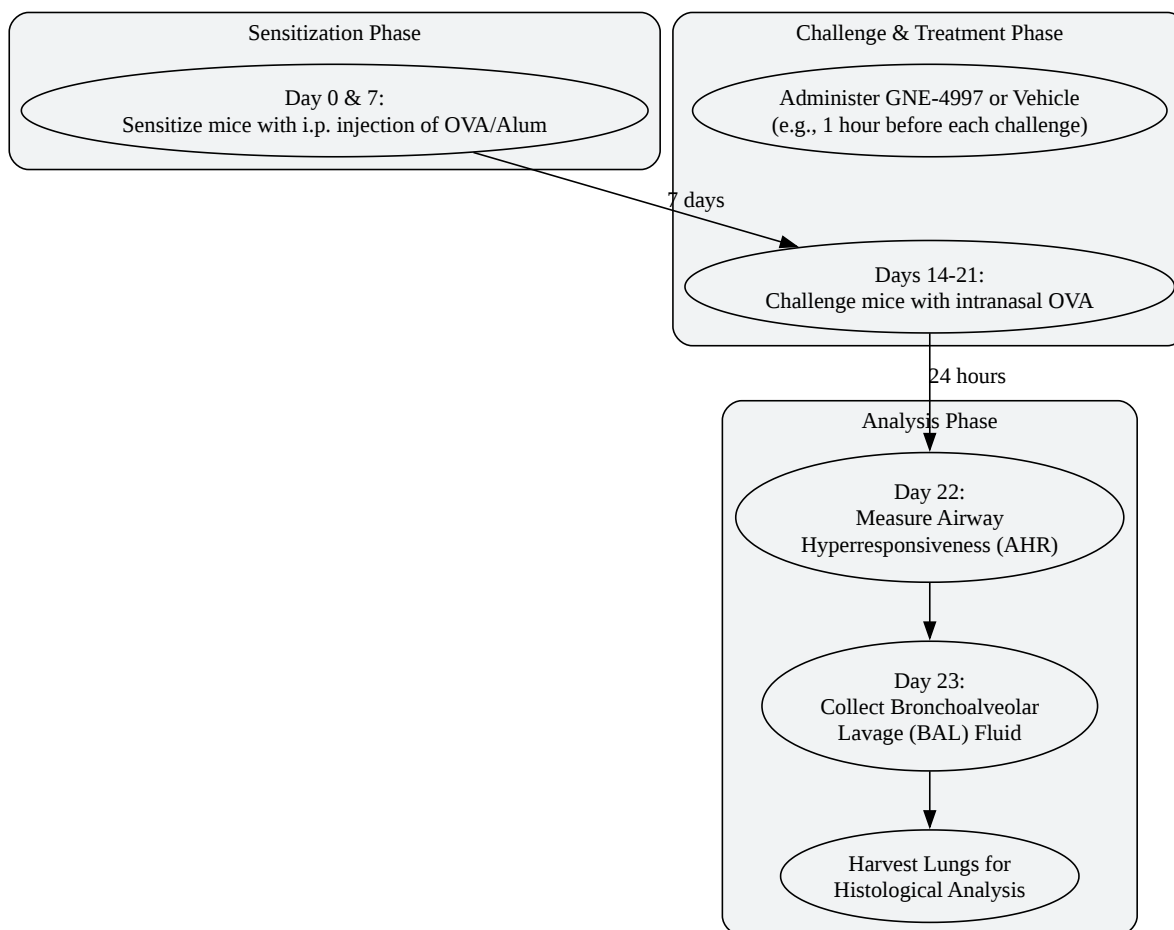 Sensitization Phase
Day 0 & 7:
Sensitize mice with i.p. injection of OVA/Alum
Challenge & Treatment Phase
Administer GNE-4997 or Vehicle
(e.g., 1 hour before each challenge)
7 days
Days 14-21:
Challenge mice with intranasal OVA
24 hours
Analysis Phase
Day 22:
Measure Airway
Hyperresponsiveness (AHR)
Day 23:
Collect Bronchoalveolar
Lavage (BAL) Fluid
Harvest Lungs for
Histological Analysis